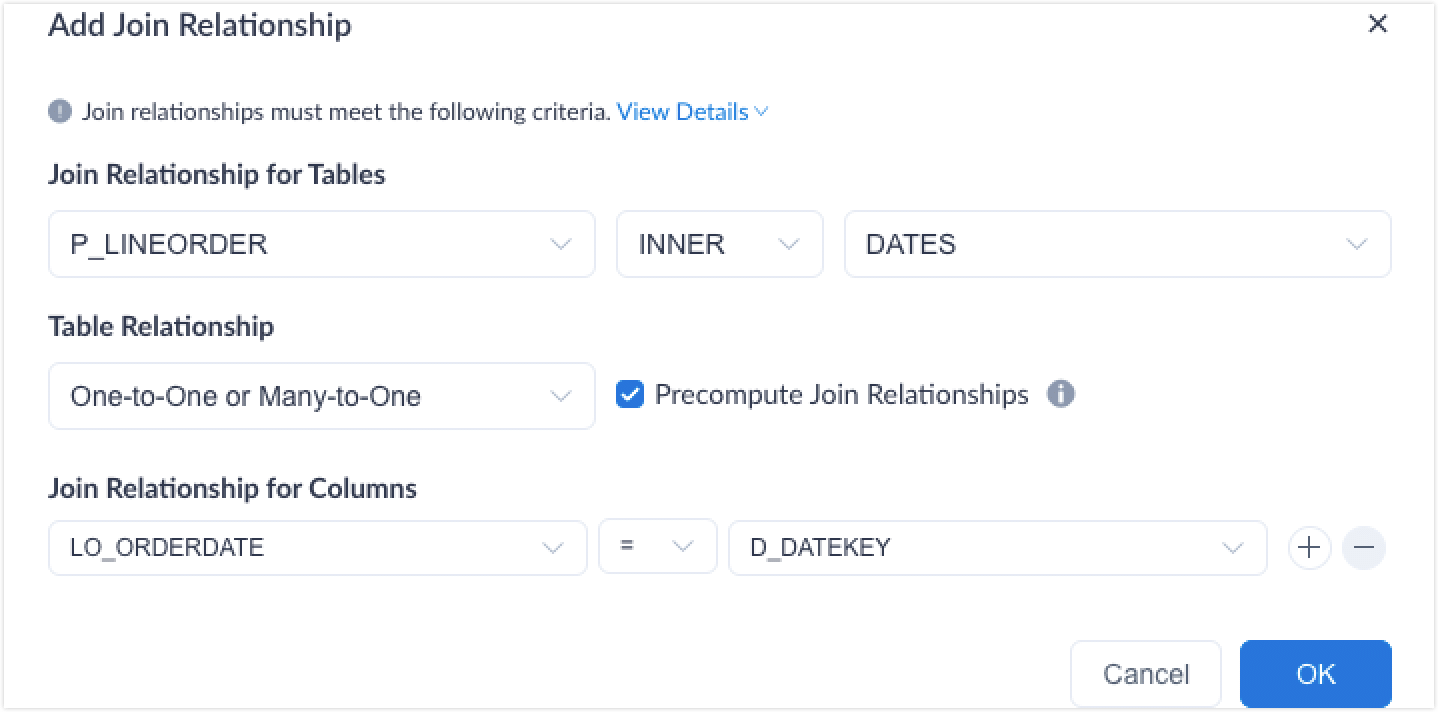 Add Join Relationship
Join relationships must meet the following criteria. View Details
Join Relationship for Tables
P_LINEORDER INNER DATES
Table Relationship
One-to-One or Many-to-One Precompute Join Relationships
Join Relationship for Columns
LO_ORDERDATE = D_DATEKEY
Cancel OK